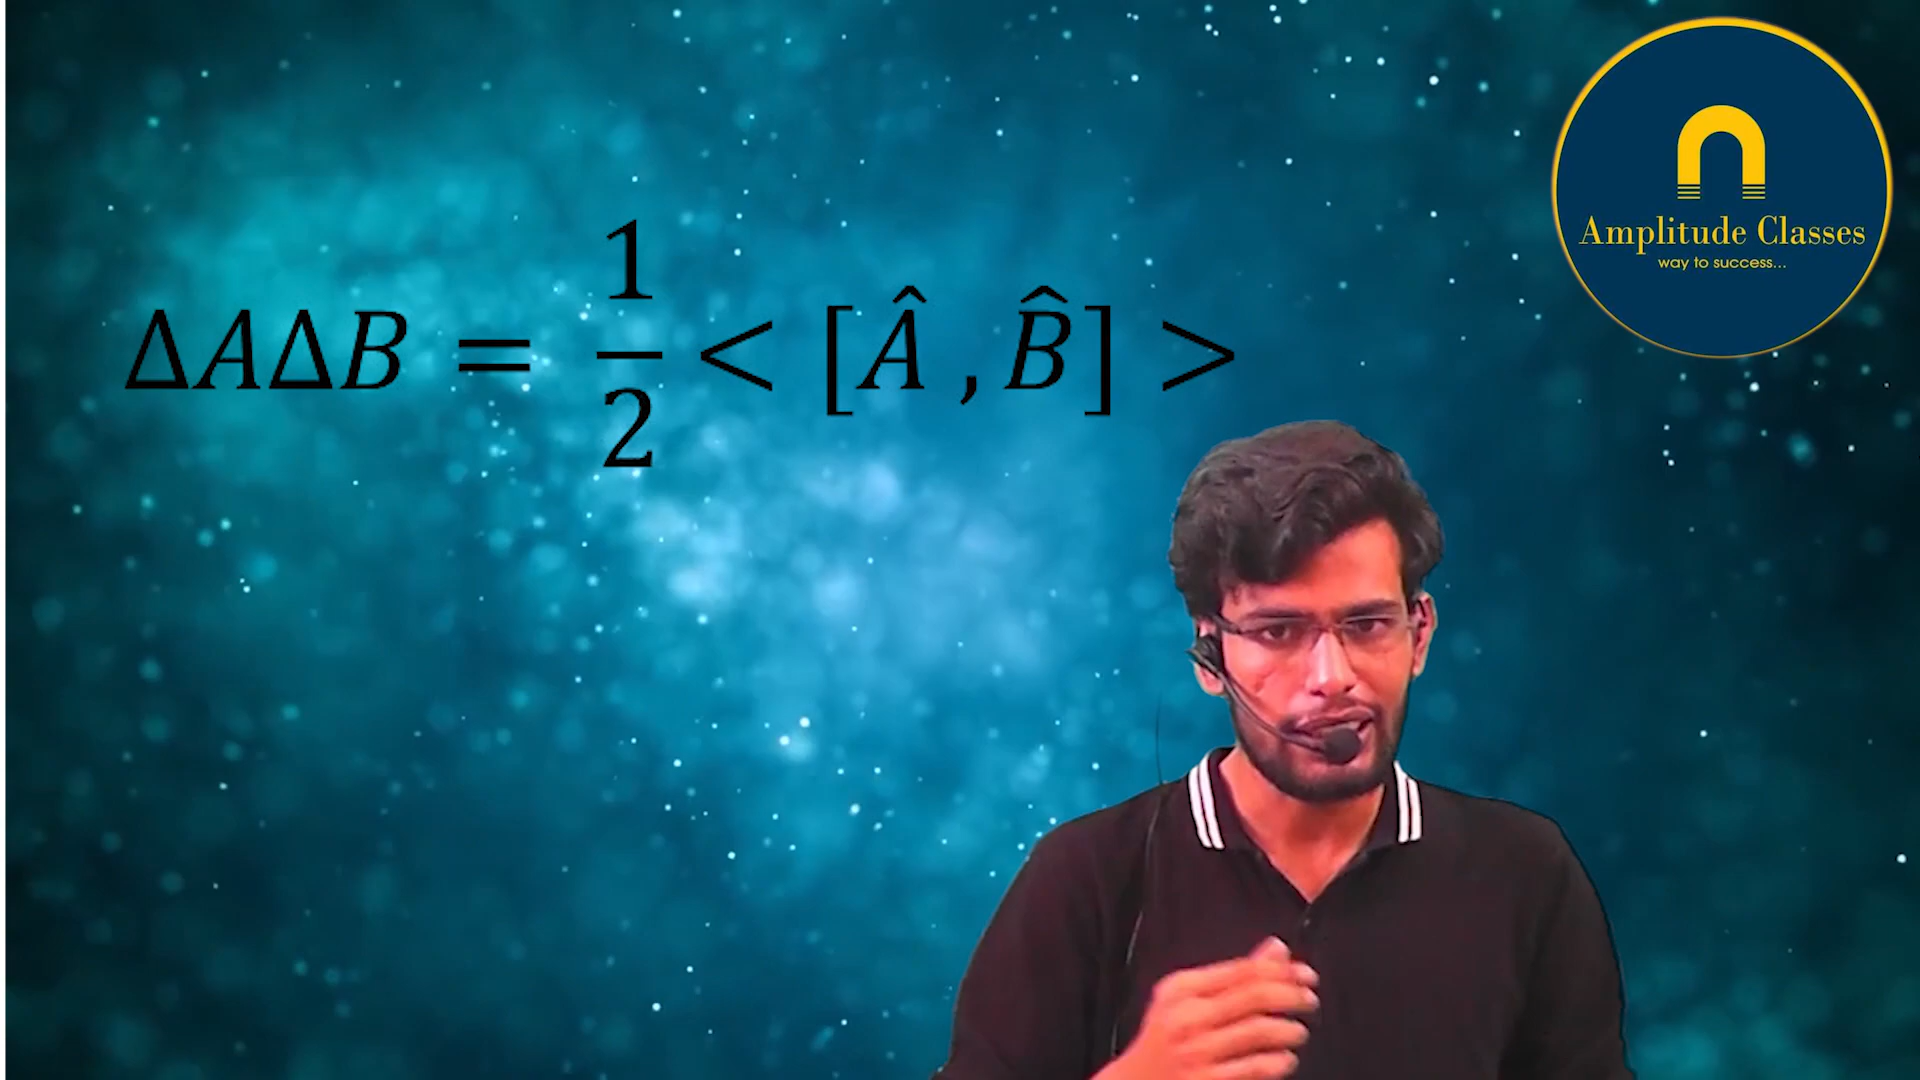 ΔAΔB = 1/2 < [Â , B̂] >
Amplitude Classes
way to success...